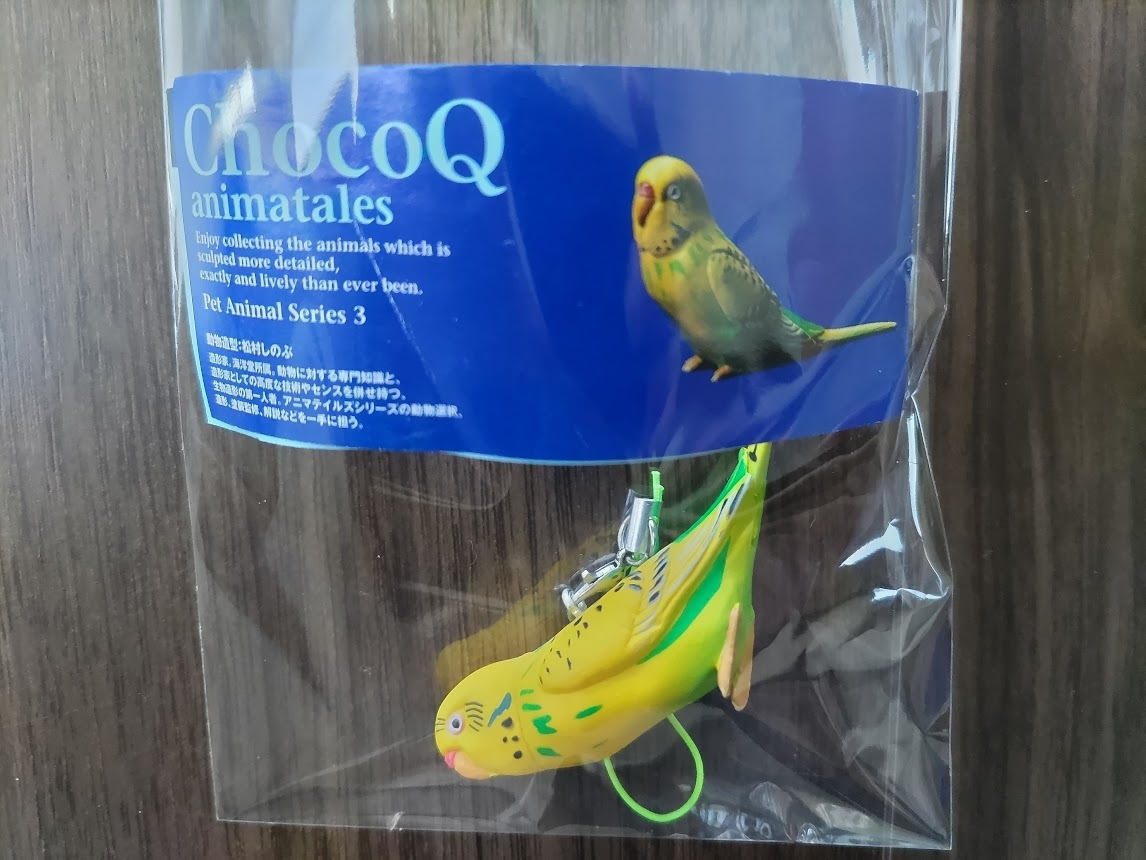 ChocoQ
animatales
Enjoy collecting the animals which is
sculpted more detailed,
exactly and lively than ever been.
Pet Animal Series 3
動物造型:松村しのぶ
造形家。海洋堂所属。動物に対する専門知識と、
造形家としての高度な技術やセンスを併せ持つ、
生物造形の第一人者。アニマテイルズシリーズの動物選択、
造形、塗装監修、解説などを一手に担う。